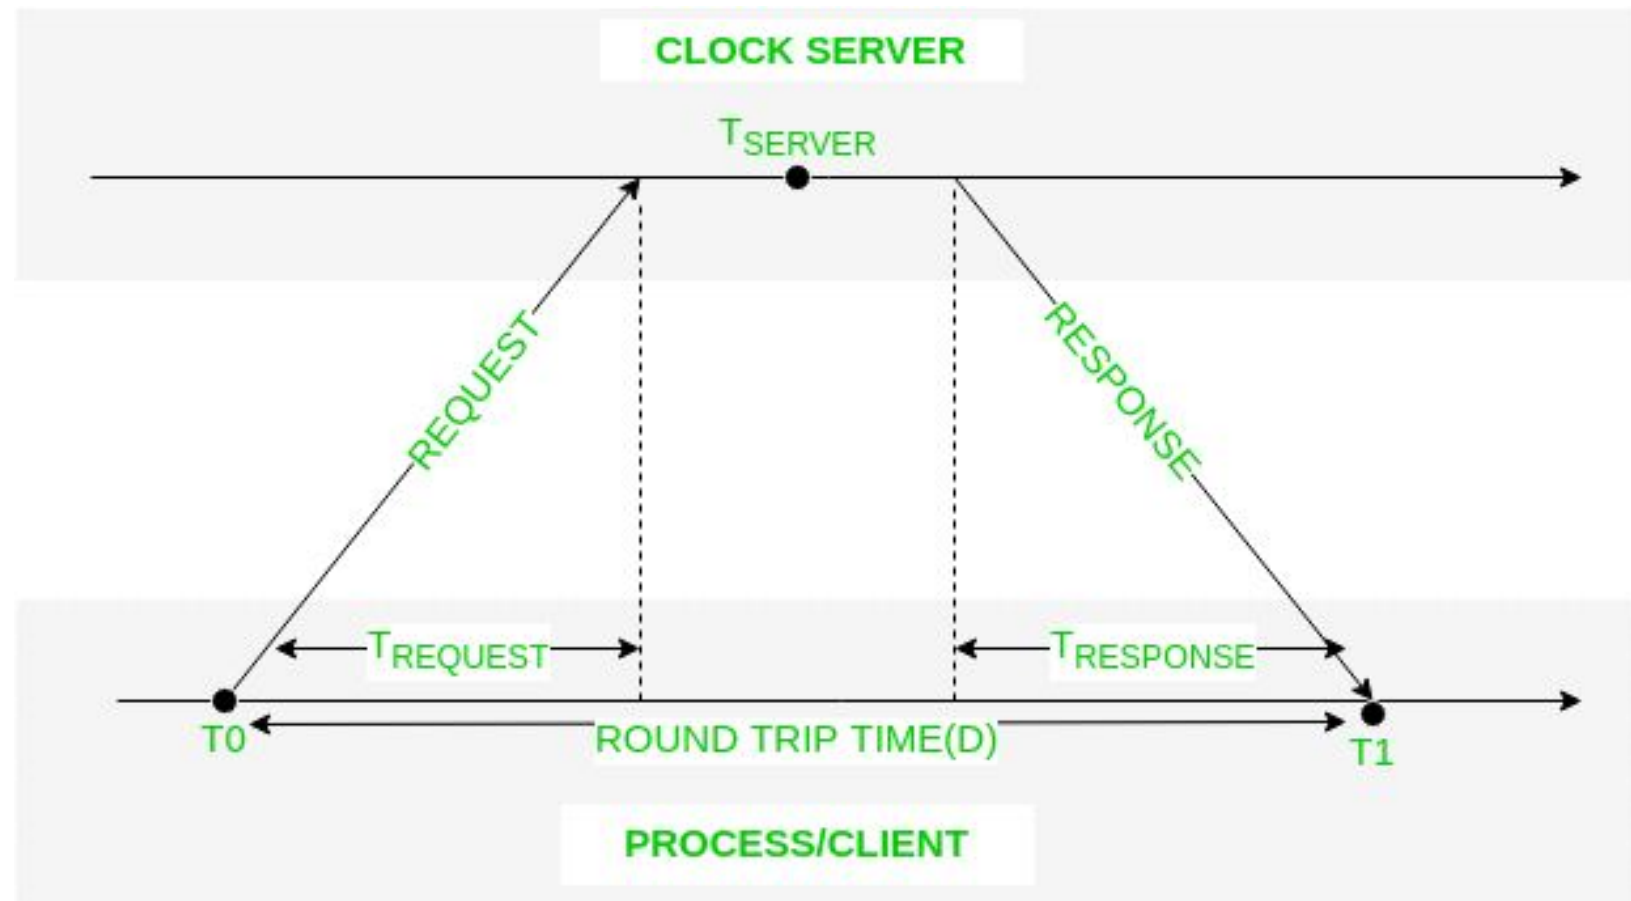 CLOCK SERVER
TSERVER
REQUEST
RESPONSE
TREQUEST
TRESPONSE
T0
ROUND TRIP TIME(D)
T1
PROCESS/CLIENT